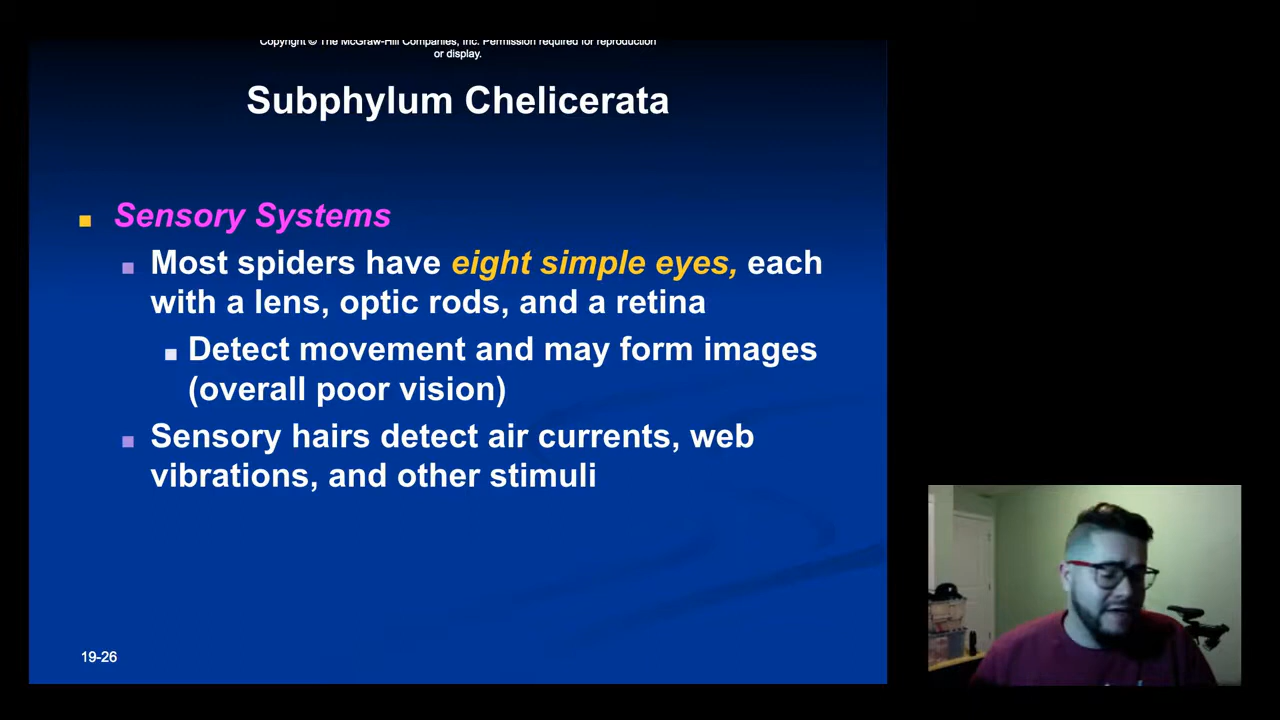 Copyright © The McGraw-Hill Companies, Inc. Permission required for reproduction
or display.
Subphylum Chelicerata
Sensory Systems
Most spiders have eight simple eyes, each
with a lens, optic rods, and a retina
Detect movement and may form images
(overall poor vision)
Sensory hairs detect air currents, web
vibrations, and other stimuli
19-26